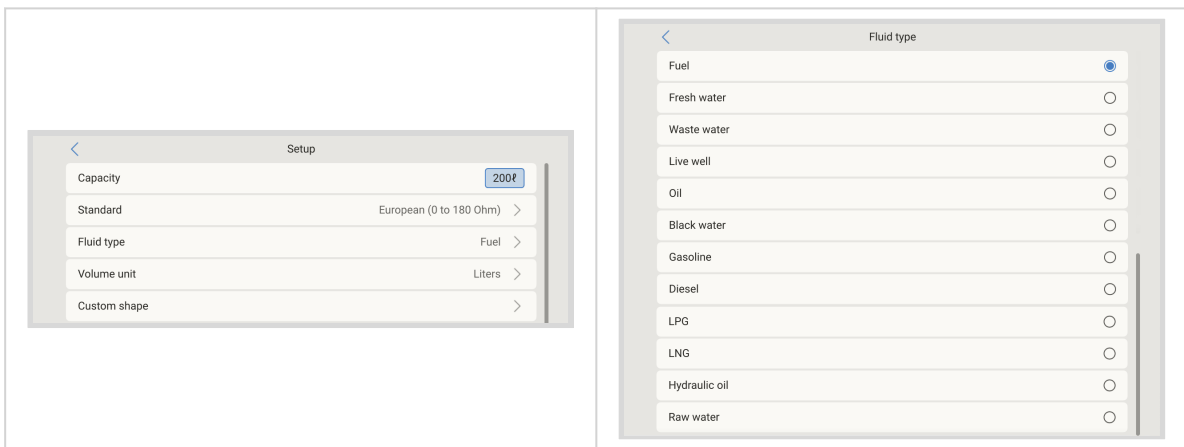 Setup
Capacity 200ℓ
Standard European (0 to 180 Ohm)
Fluid type Fuel
Volume unit Liters
Custom shape
Fluid type
Fuel
Fresh water
Waste water
Live well
Oil
Black water
Gasoline
Diesel
LPG
LNG
Hydraulic oil
Raw water